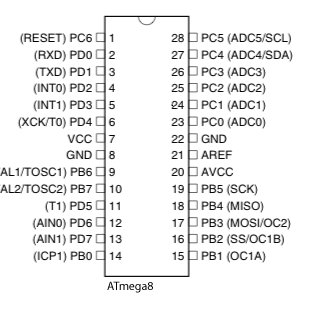 (RESET) PC6 1 28 PC5 (ADC5/SCL)
(RXD) PD0 2 27 PC4 (ADC4/SDA)
(TXD) PD1 3 26 PC3 (ADC3)
(INT0) PD2 4 25 PC2 (ADC2)
(INT1) PD3 5 24 PC1 (ADC1)
(XCK/T0) PD4 6 23 PC0 (ADC0)
VCC 7 22 GND
GND 8 21 AREF
AL1/TOSC1) PB6 9 20 AVCC
AL2/TOSC2) PB7 10 19 PB5 (SCK)
(T1) PD5 11 18 PB4 (MISO)
(AIN0) PD6 12 17 PB3 (MOSI/OC2)
(AIN1) PD7 13 16 PB2 (SS/OC1B)
(ICP1) PB0 14 15 PB1 (OC1A)
ATmega8